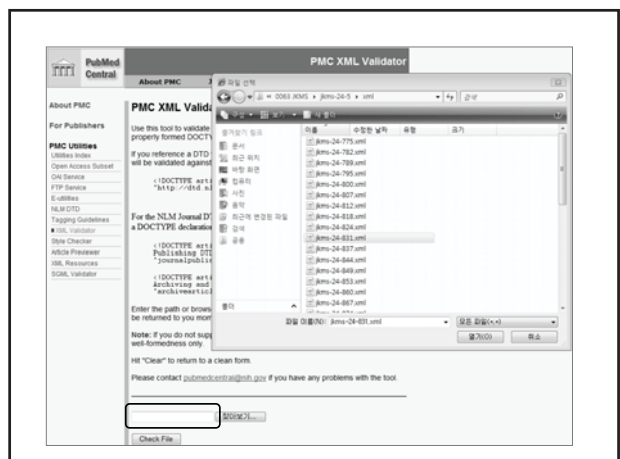 PubMed
Central
PMC XML Validator
About PMC
About PMC
For Publishers
PMC Utilities
Utilities Index
Open Access Subset
OAI Service
FTP Service
E-utilities
NLM DTD
Tagging Guidelines
XML Validator
Style Checker
Article Previewer
XML Resources
SGML Validator
PMC XML Valida
Use this tool to validate
properly formed DOCTY
If you reference a DTD
will be validated against
<!DOCTYPE arti
"http://dtd.nl
For the NLM Journal DT
a DOCTYPE declaration
<!DOCTYPE arti
Publishing DTD
"journalpublis
<!DOCTYPE arti
Archiving and
"archivearticl
Enter the path or brows
be returned to you mom
Note: If you do not supp
well-formedness only.
Hit "Clear" to return to a clean form.
Please contact pubmedcentral@nih.gov if you have any problems with the tool.
찾아보기...
Check File
파일 선택
0063 JKMS ▸ jkms-24-5 ▸ xml
검색
구성 보기 새 폴더
즐겨찾기 링크
문서
최근 위치
바탕 화면
컴퓨터
사진
음악
최근에 변경된 파일
검색
공용
폴더
이름 수정한 날짜 유형 크기
jkms-24-775.xml
jkms-24-782.xml
jkms-24-789.xml
jkms-24-795.xml
jkms-24-800.xml
jkms-24-807.xml
jkms-24-812.xml
jkms-24-818.xml
jkms-24-824.xml
jkms-24-831.xml
jkms-24-837.xml
jkms-24-844.xml
jkms-24-849.xml
jkms-24-853.xml
jkms-24-860.xml
jkms-24-867.xml
파일 이름(N): jkms-24-831.xml
모든 파일(*.*)
열기(O) 취소